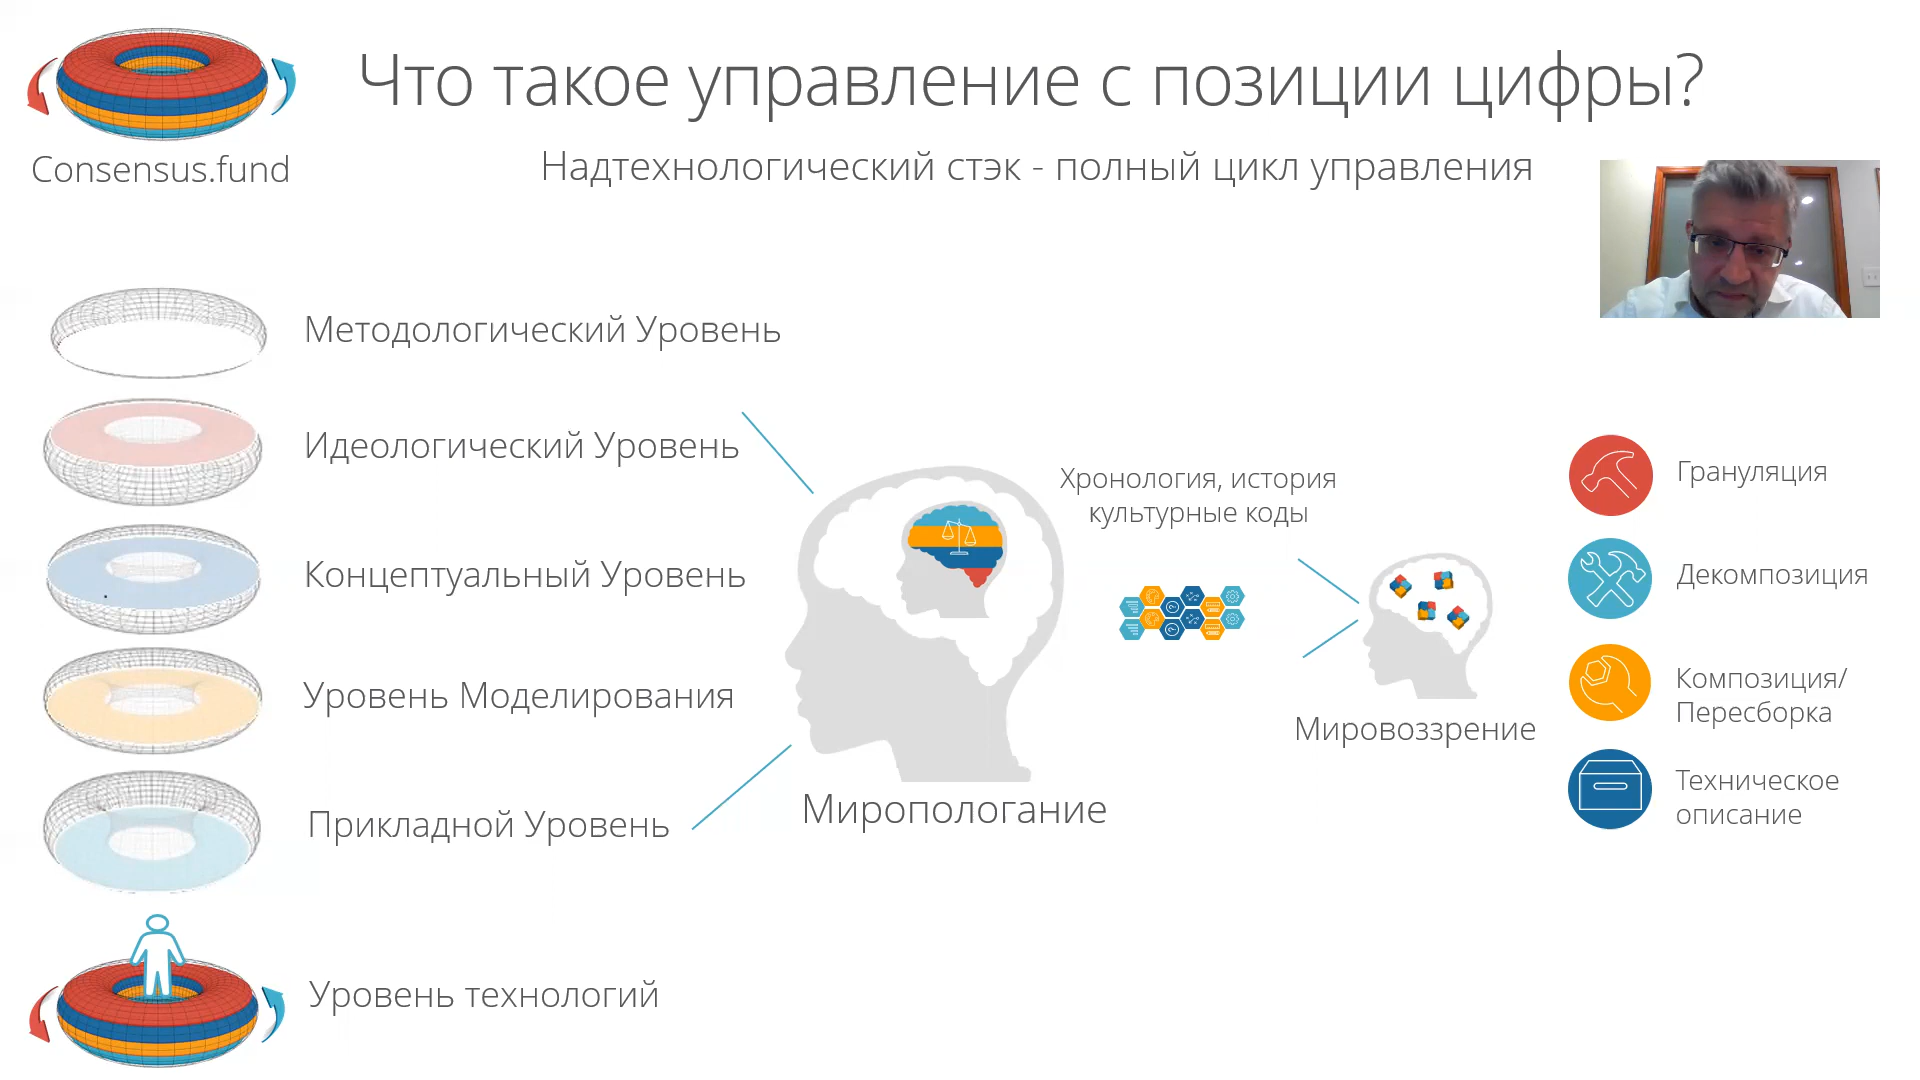 Что такое управление с позиции цифры?
Consensus.fund
Надтехнологический стэк - полный цикл управления
Методологический Уровень
Идеологический Уровень
Концептуальный Уровень
Уровень Моделирования
Прикладной Уровень
Уровень технологий
Миропологание
Хронология, история
культурные коды
Мировоззрение
Грануляция
Декомпозиция
Композиция/
Пересборка
Техническое
описание